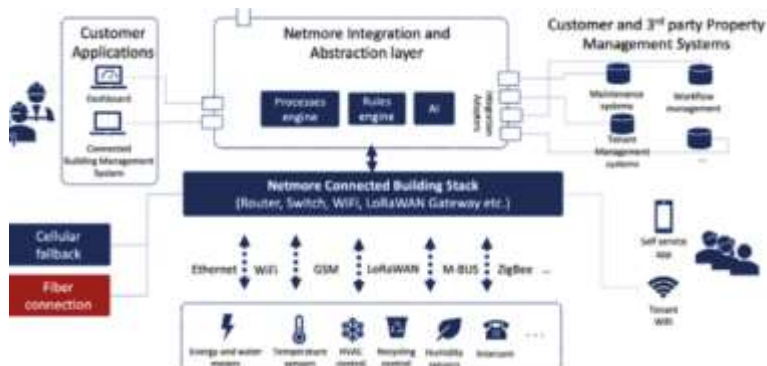 Customer
Applications
Dashboard
Connected
Building Management
System
Netmore Integration and
Abstraction layer
Processes
engine
Rules
engine
AI
Integration
Adapters
Customer and 3rd party Property
Management Systems
Maintenance
systems
Workflow
management
Tenant
Management
systems
...
Netmore Connected Building Stack
(Router, Switch, WiFi, LoRaWAN Gateway etc.)
Cellular
fallback
Fiber
connection
Ethernet
WiFi
GSM
LoRaWAN
M-BUS
ZigBee
...
Self service
app
Tenant
WiFi
Energy and water
Temperature
sensors
HVAC
control
Recycling
control
Humidity
sensors
Intercom
...